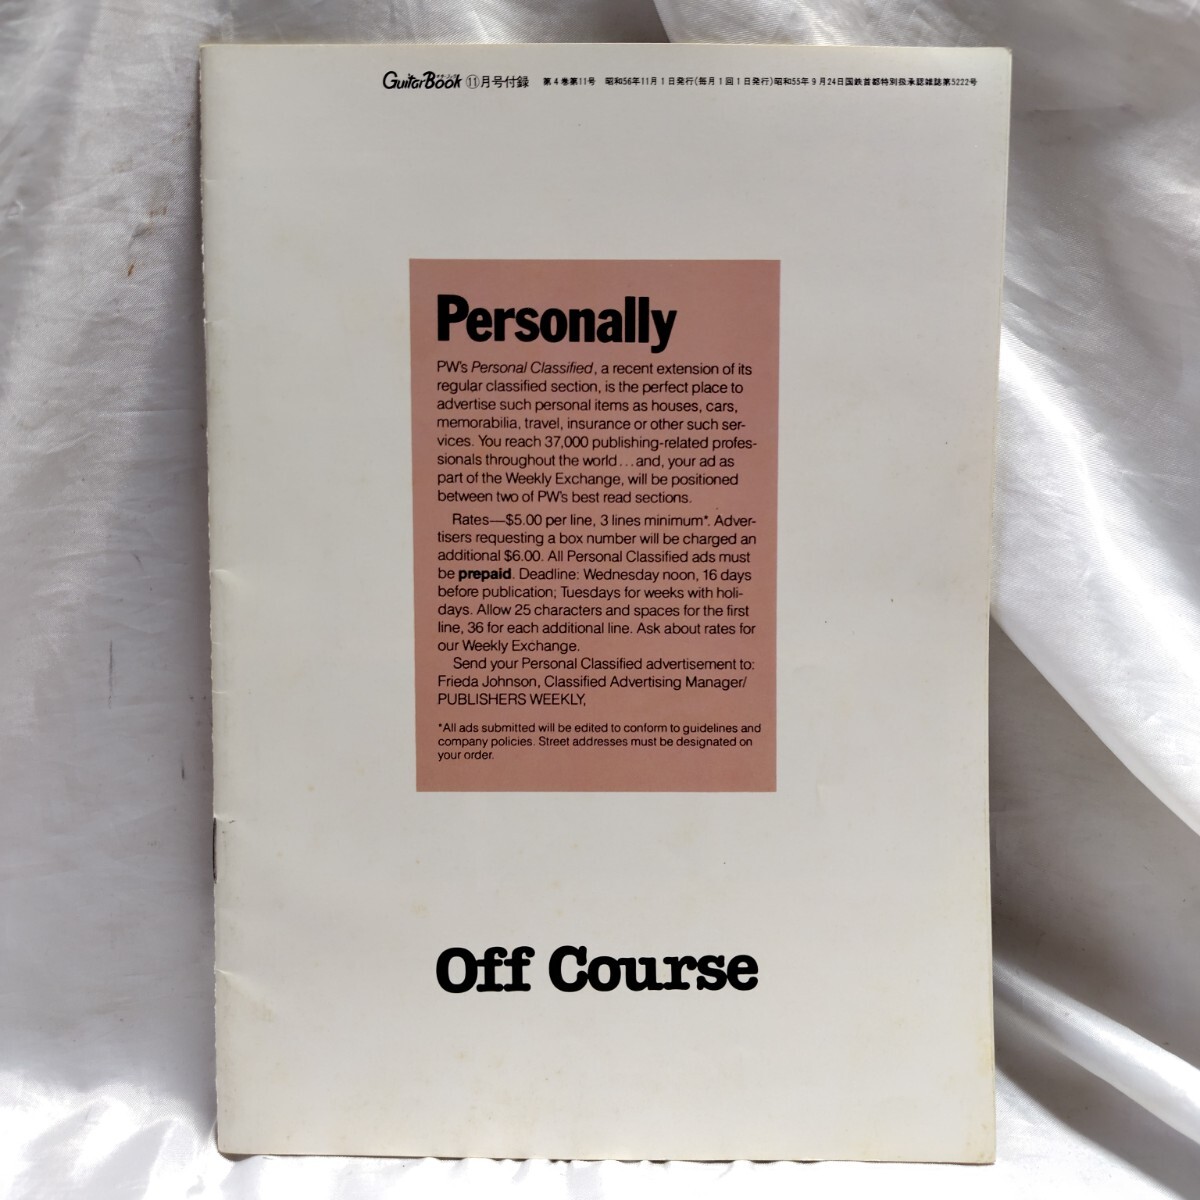 GuitarBook ⑪月号付録 第4巻第11号 昭和56年11月1日発行(毎月1回1日発行)昭和55年9月24日国鉄首都特別扱承認雑誌第5222号
Personally
PW's Personal Classified, a recent extension of its
regular classified section, is the perfect place to
advertise such personal items as houses, cars,
memorabilia, travel, insurance or other such ser-
vices. You reach 37,000 publishing-related profes-
sionals throughout the world...and, your ad as
part of the Weekly Exchange, will be positioned
between two of PW's best read sections.
Rates—$5.00 per line, 3 lines minimum*. Adver-
tisers requesting a box number will be charged an
additional $6.00. All Personal Classified ads must
be prepaid. Deadline: Wednesday noon, 16 days
before publication; Tuesdays for weeks with holi-
days. Allow 25 characters and spaces for the first
line, 36 for each additional line. Ask about rates for
our Weekly Exchange.
Send your Personal Classified advertisement to:
Frieda Johnson, Classified Advertising Manager/
PUBLISHERS WEEKLY,
*All ads submitted will be edited to conform to guidelines and
company policies. Street addresses must be designated on
your order.
Off Course